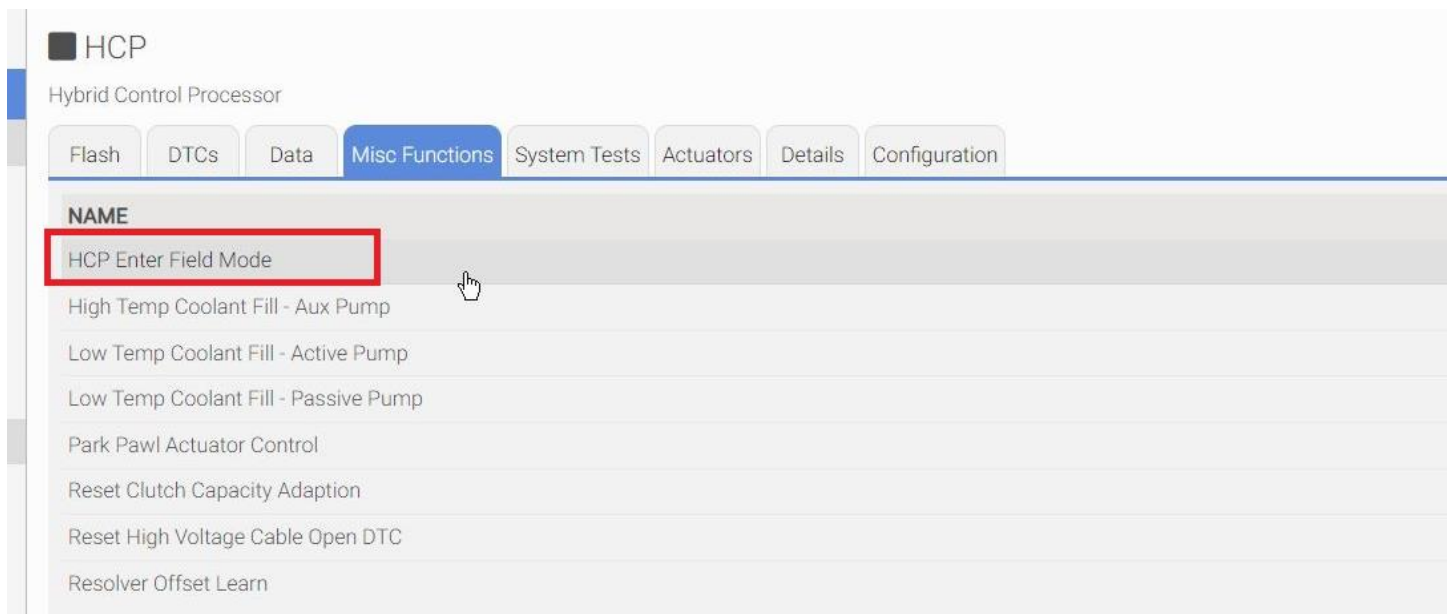 HCP
Hybrid Control Processor
Flash DTCs Data Misc Functions System Tests Actuators Details Configuration
NAME
HCP Enter Field Mode
High Temp Coolant Fill - Aux Pump
Low Temp Coolant Fill - Active Pump
Low Temp Coolant Fill - Passive Pump
Park Pawl Actuator Control
Reset Clutch Capacity Adaption
Reset High Voltage Cable Open DTC
Resolver Offset Learn